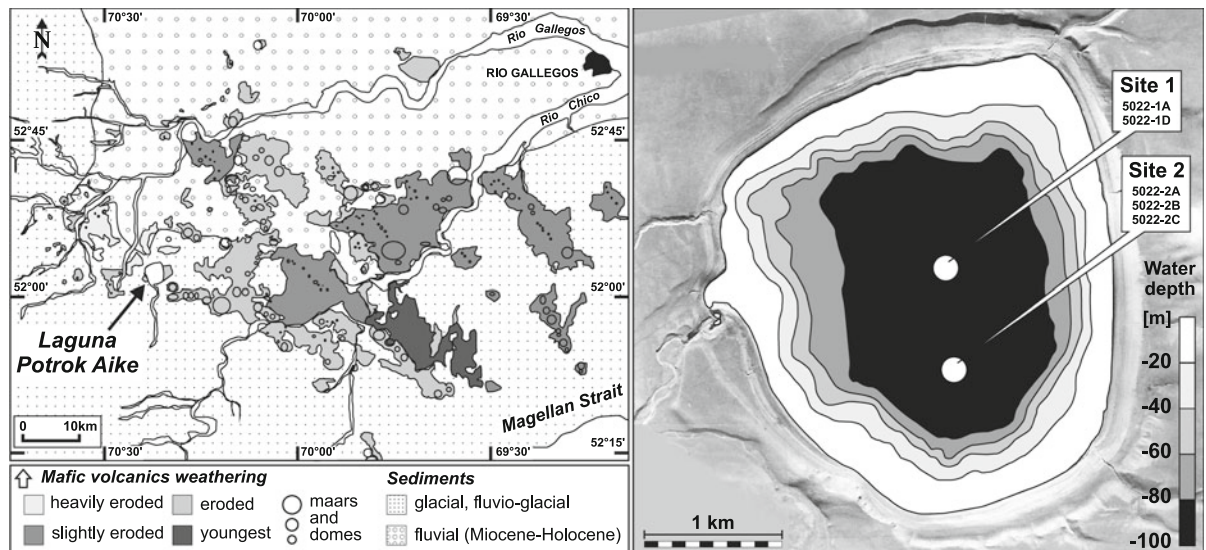 70°30'
70°00'
69°30'
N
Rio Gallegos
RIO GALLEGOS
Rio Chico
52°45'
52°45'
52°00'
52°00'
Laguna
Potrok Aike
Magellan Strait
0 10km
70°30'
70°00'
69°30'
52°15'
Mafic volcanics weathering
heavily eroded
eroded
slightly eroded
youngest
maars
and
domes
Sediments
glacial, fluvio-glacial
fluvial (Miocene-Holocene)
Site 1
5022-1A
5022-1D
Site 2
5022-2A
5022-2B
5022-2C
Water
depth
[m]
-20
-40
-60
-80
-100
1 km